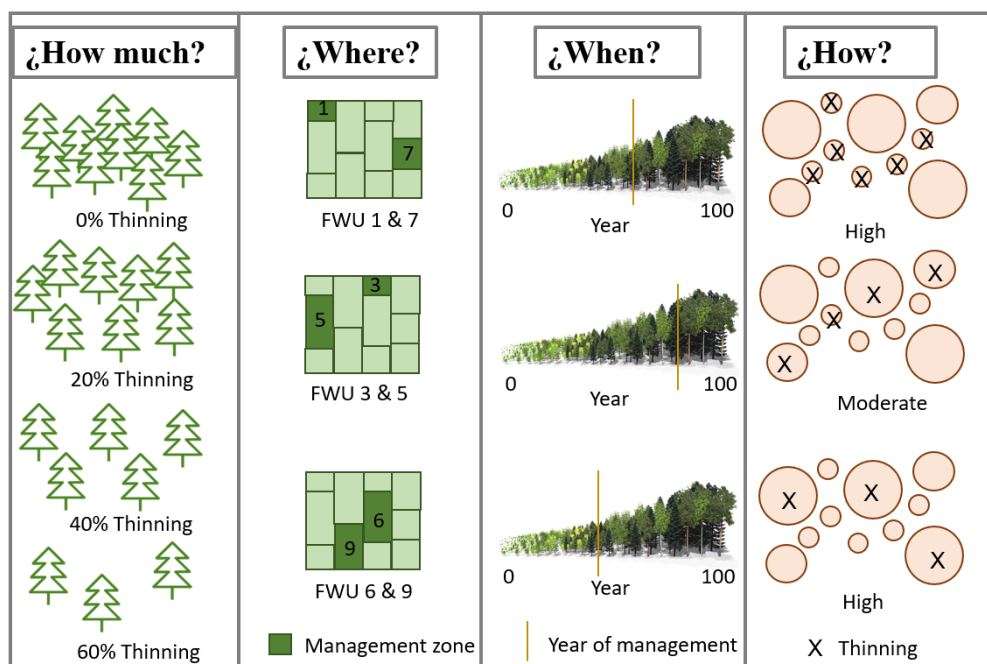 ¿How much?
0% Thinning
20% Thinning
40% Thinning
60% Thinning
¿Where?
1
7
FWU 1 & 7
3
5
FWU 3 & 5
6
9
FWU 6 & 9
Management zone
¿When?
0 100
Year
0 100
Year
0 100
Year
Year of management
¿How?
X
X
X
X
X
X
High
X
X
X
X
Moderate
X
X
X
High
X Thinning